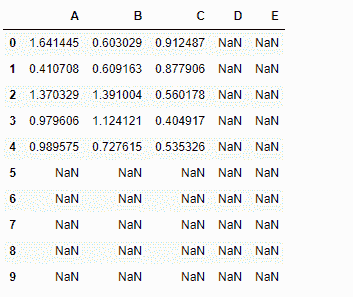 A B C D E
0 1.641445 0.603029 0.912487 NaN NaN
1 0.410708 0.609163 0.877906 NaN NaN
2 1.370329 1.391004 0.560178 NaN NaN
3 0.979606 1.124121 0.404917 NaN NaN
4 0.989575 0.727615 0.535326 NaN NaN
5 NaN NaN NaN NaN NaN
6 NaN NaN NaN NaN NaN
7 NaN NaN NaN NaN NaN
8 NaN NaN NaN NaN NaN
9 NaN NaN NaN NaN NaN